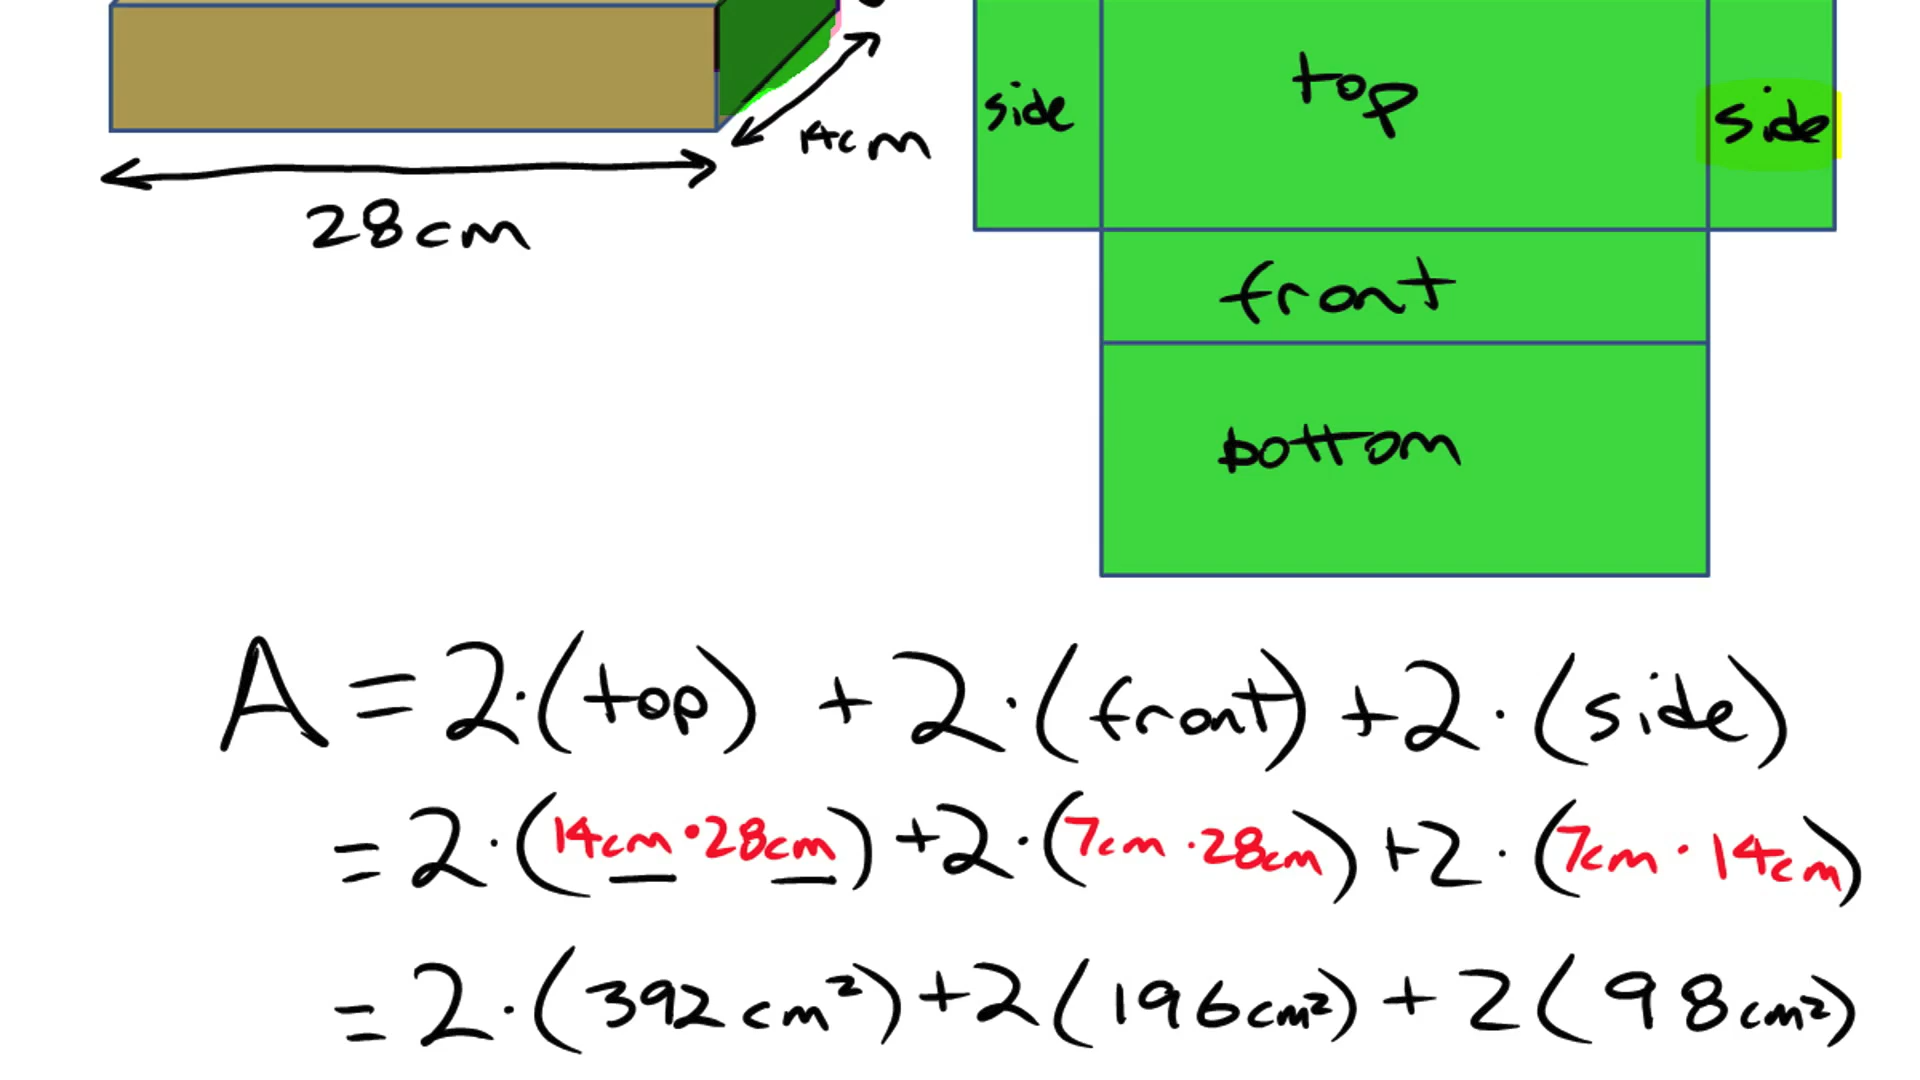 14cm
28cm
side
top
side
front
bottom
A = 2·(top) + 2·(front) + 2·(side)
= 2·(14cm·28cm) + 2·(7cm·28cm) + 2·(7cm·14cm)
= 2·(392cm²) + 2(196cm²) + 2(98cm²)